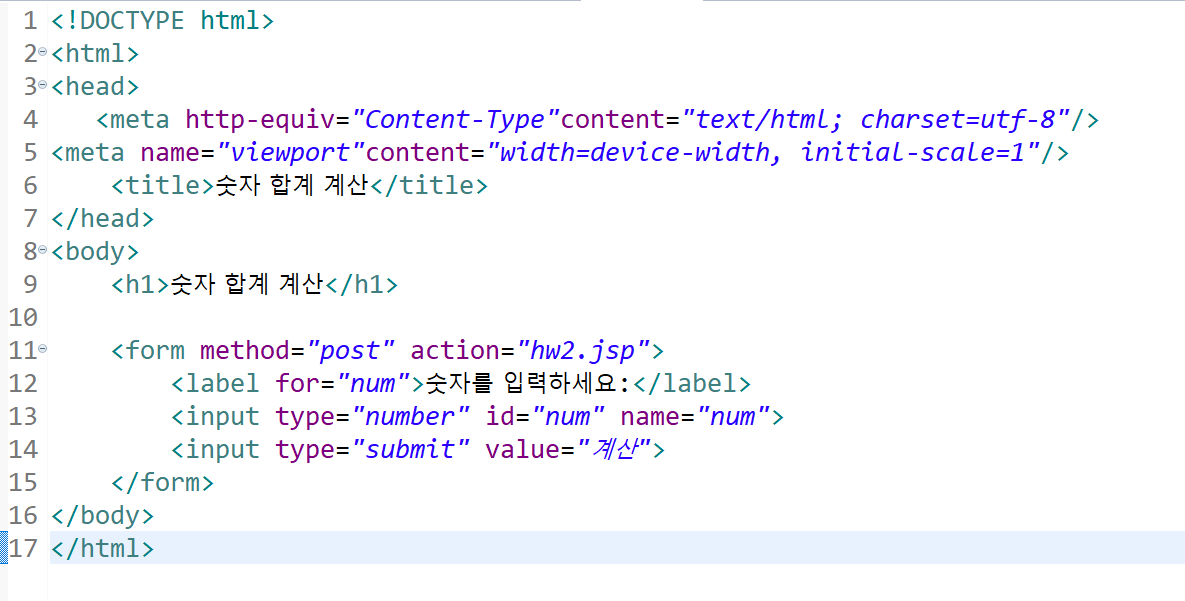 1 <!DOCTYPE html>
2 <html>
3 <head>
4    <meta http-equiv="Content-Type"content="text/html; charset=utf-8"/>
5 <meta name="viewport"content="width=device-width, initial-scale=1"/>
6     <title>숫자 합계 계산</title>
7 </head>
8 <body>
9     <h1>숫자 합계 계산</h1>
10
11     <form method="post" action="hw2.jsp">
12         <label for="num">숫자를 입력하세요:</label>
13         <input type="number" id="num" name="num">
14         <input type="submit" value="계산">
15     </form>
16 </body>
17 </html>